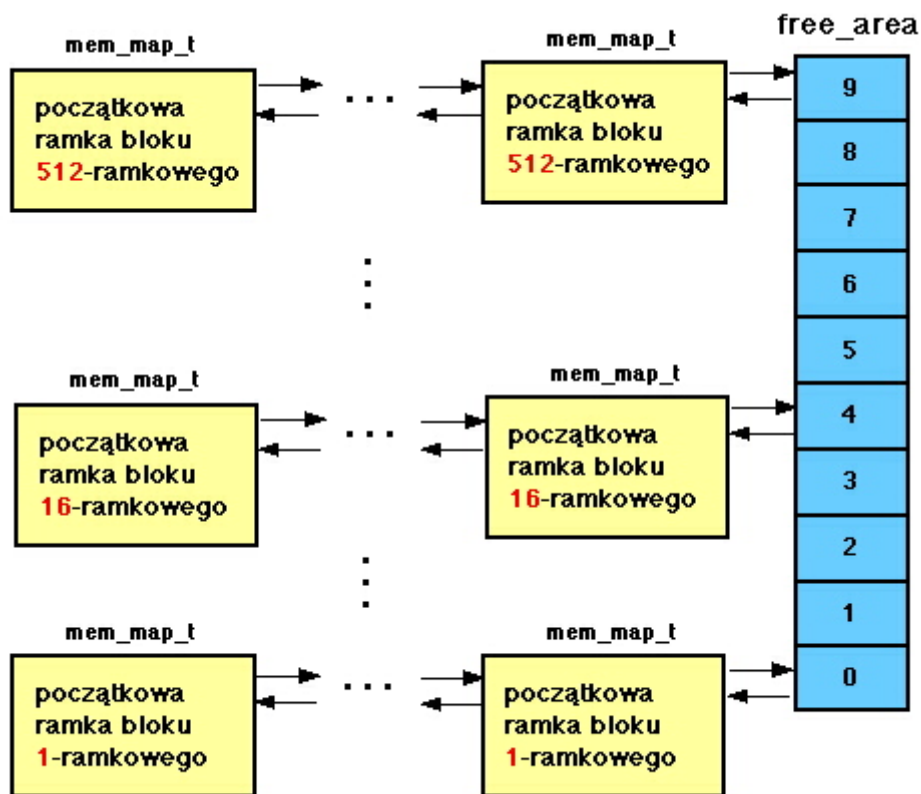 free_area
mem_map_t
mem_map_t
początkowa
ramka bloku
512-ramkowego
...
początkowa
ramka bloku
512-ramkowego
9
8
7
6
5
4
3
2
1
0
mem_map_t
mem_map_t
początkowa
ramka bloku
16-ramkowego
...
początkowa
ramka bloku
16-ramkowego
mem_map_t
mem_map_t
początkowa
ramka bloku
1-ramkowego
...
początkowa
ramka bloku
1-ramkowego